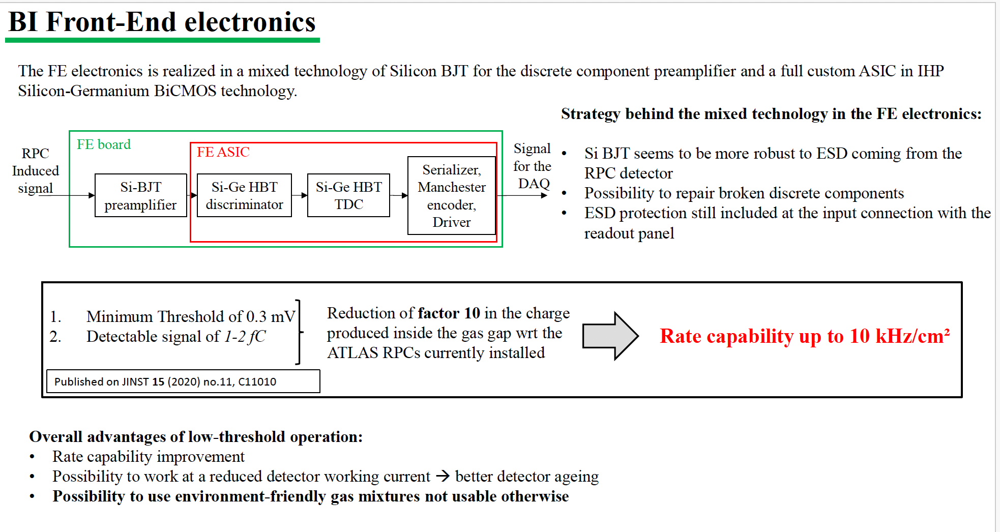 BI Front-End electronics
The FE electronics is realized in a mixed technology of Silicon BJT for the discrete component preamplifier and a full custom ASIC in IHP
Silicon-Germanium BiCMOS technology.
RPC
Induced
signal
FE board
Si-BJT
preamplifier
FE ASIC
Si-Ge HBT
discriminator
Si-Ge HBT
TDC
Serializer,
Manchester
encoder,
Driver
Signal
for the
DAQ
Strategy behind the mixed technology in the FE electronics:
• Si BJT seems to be more robust to ESD coming from the
RPC detector
• Possibility to repair broken discrete components
• ESD protection still included at the input connection with the
readout panel
1. Minimum Threshold of 0.3 mV
2. Detectable signal of 1-2 fC
Reduction of factor 10 in the charge
produced inside the gas gap wrt the
ATLAS RPCs currently installed
Rate capability up to 10 kHz/cm²
Published on JINST 15 (2020) no.11, C11010
Overall advantages of low-threshold operation:
• Rate capability improvement
• Possibility to work at a reduced detector working current → better detector ageing
• Possibility to use environment-friendly gas mixtures not usable otherwise